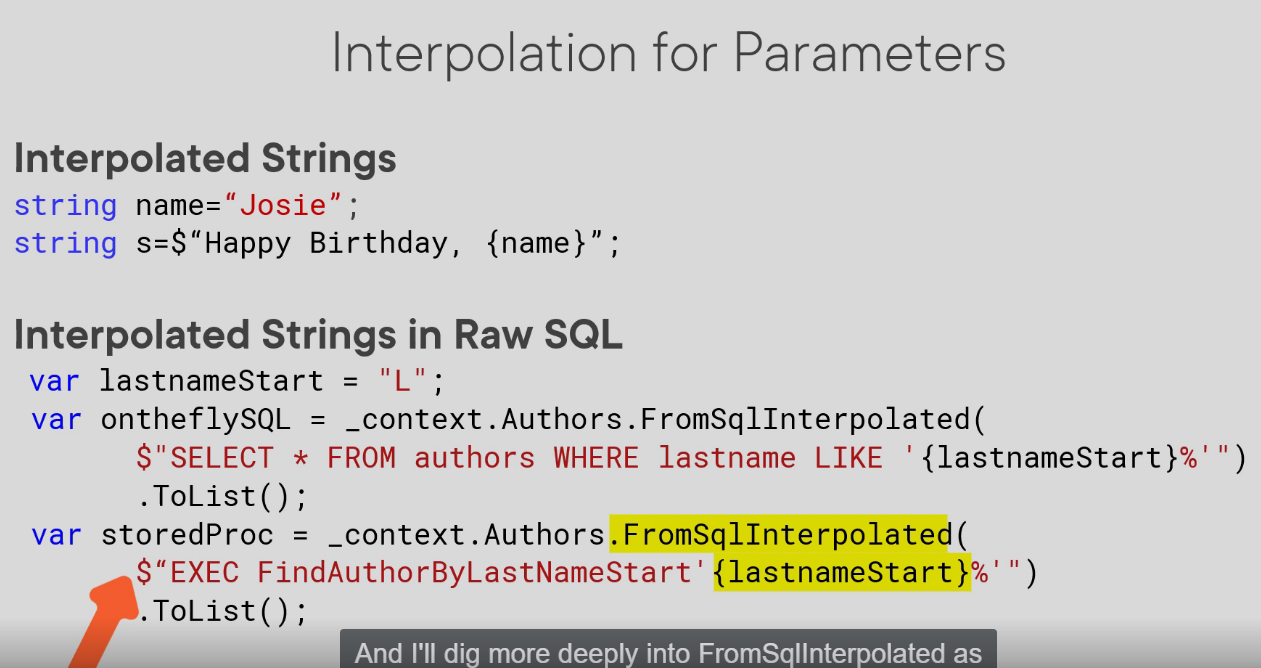 Interpolation for Parameters
Interpolated Strings
string name=“Josie”;
string s=$“Happy Birthday, {name}”;
Interpolated Strings in Raw SQL
var lastnameStart = "L";
var ontheflySQL = _context.Authors.FromSqlInterpolated(
$"SELECT * FROM authors WHERE lastname LIKE '{lastnameStart}%'")
.ToList();
var storedProc = _context.Authors.FromSqlInterpolated(
$“EXEC FindAuthorByLastNameStart'{lastnameStart}%'")
.ToList();
And I'll dig more deeply into FromSqlInterpolated as